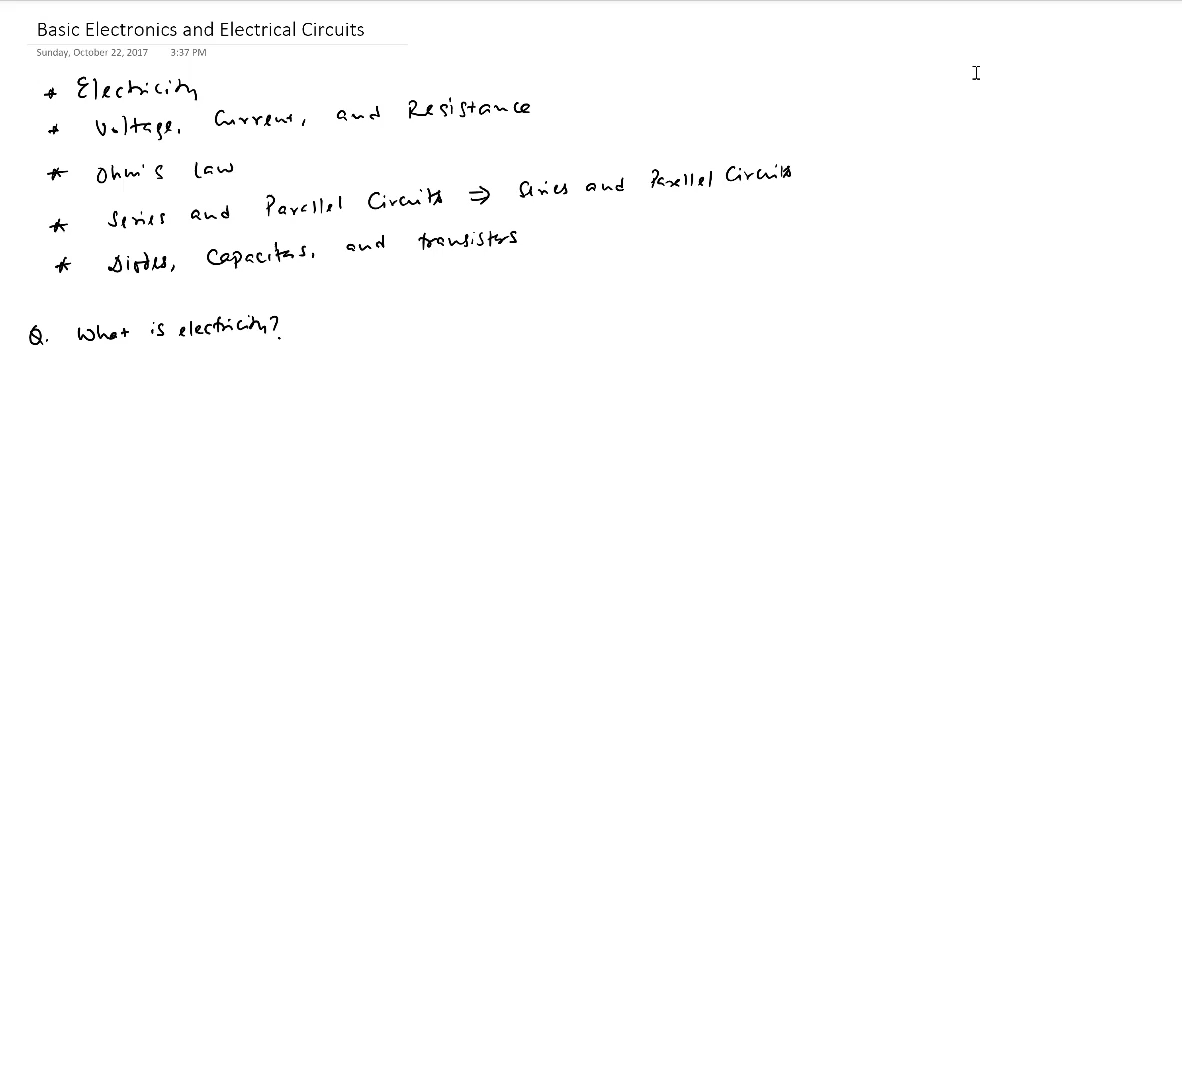 Basic Electronics and Electrical Circuits
Sunday, October 22, 2017 3:37 PM
* Electricity
* Voltage, Current, and Resistance
* Ohm's Law
* Series and Parallel Circuits ⇒ Series and Parallel Circuits
* Diodes, Capacitors, and transistors
Q. What is electricity?